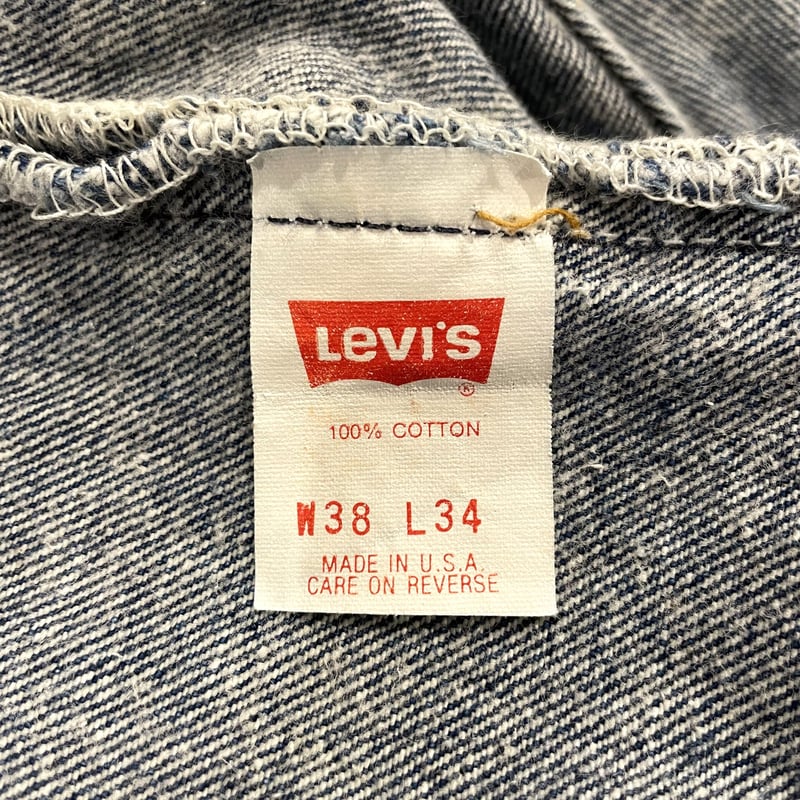 Levi's
®
100% COTTON
W38 L34
MADE IN U.S.A.
CARE ON REVERSE